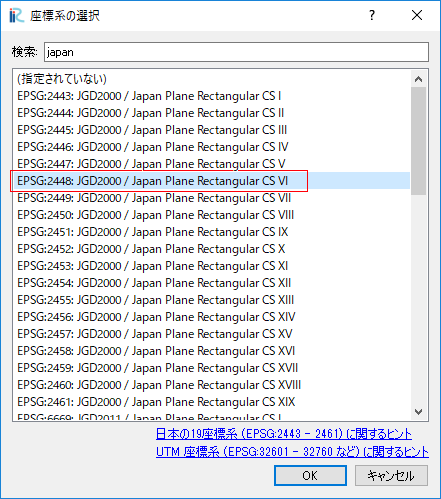 座標系の選択
検索: japan
(指定されていない)
EPSG:2443: JGD2000 / Japan Plane Rectangular CS I
EPSG:2444: JGD2000 / Japan Plane Rectangular CS II
EPSG:2445: JGD2000 / Japan Plane Rectangular CS III
EPSG:2446: JGD2000 / Japan Plane Rectangular CS IV
EPSG:2447: JGD2000 / Japan Plane Rectangular CS V
EPSG:2448: JGD2000 / Japan Plane Rectangular CS VI
EPSG:2449: JGD2000 / Japan Plane Rectangular CS VII
EPSG:2450: JGD2000 / Japan Plane Rectangular CS VIII
EPSG:2451: JGD2000 / Japan Plane Rectangular CS IX
EPSG:2452: JGD2000 / Japan Plane Rectangular CS X
EPSG:2453: JGD2000 / Japan Plane Rectangular CS XI
EPSG:2454: JGD2000 / Japan Plane Rectangular CS XII
EPSG:2455: JGD2000 / Japan Plane Rectangular CS XIII
EPSG:2456: JGD2000 / Japan Plane Rectangular CS XIV
EPSG:2457: JGD2000 / Japan Plane Rectangular CS XV
EPSG:2458: JGD2000 / Japan Plane Rectangular CS XVI
EPSG:2459: JGD2000 / Japan Plane Rectangular CS XVII
EPSG:2460: JGD2000 / Japan Plane Rectangular CS XVIII
EPSG:2461: JGD2000 / Japan Plane Rectangular CS XIX
EPSG:6669: JGD2011 / Japan Plane Rectangular CS I
日本の19座標系 (EPSG:2443 - 2461) に関するヒント
UTM 座標系 (EPSG:32601 - 32760 など) に関するヒント
OK キャンセル